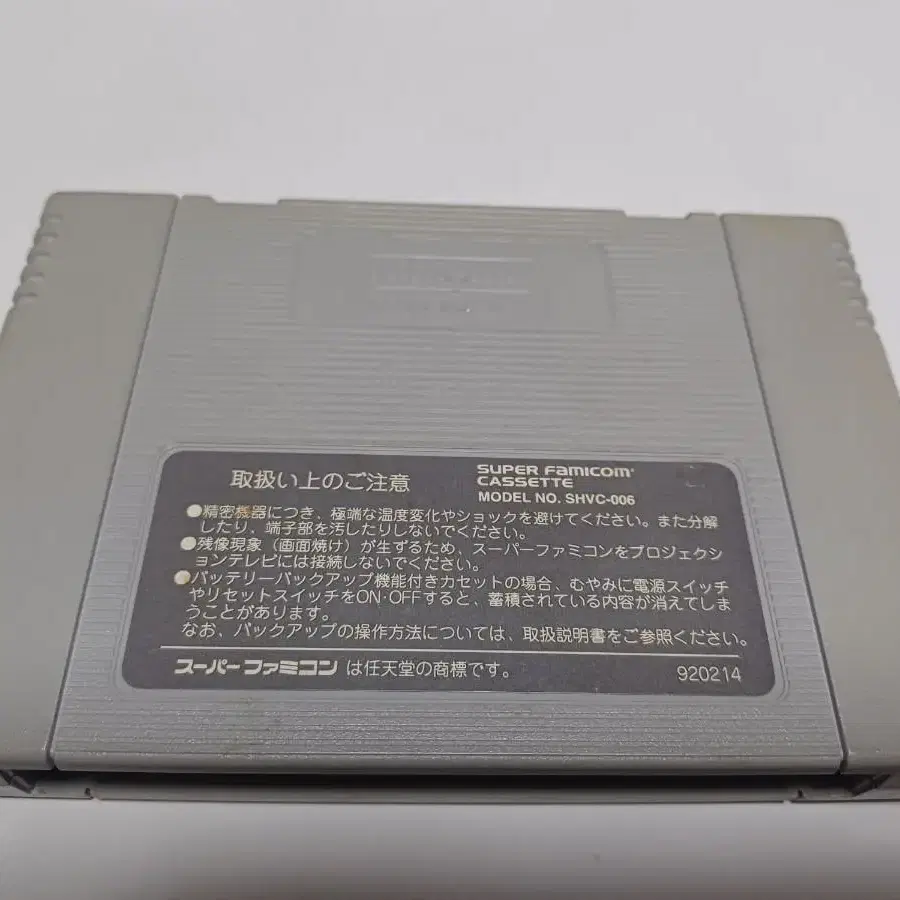 取扱い上のご注意
SUPER FAMICOM
CASSETTE
MODEL NO. SHVC-006
●精密機器につき、極端な温度変化やショックを避けてください。また分解
したり、端子部を汚したりしないでください。
●残像現象（画面焼け）が生ずるため、スーパーファミコンをプロジェクシ
ョンテレビには接続しないでください。
●バッテリーバックアップ機能付きカセットの場合、むやみに電源スイッチ
やリセットスイッチをON·OFFすると、蓄積されている内容が消えてしま
うことがあります。
なお、バックアップの操作方法については、取扱説明書をご参照ください。
スーパーファミコン は任天堂の商標です。
920214